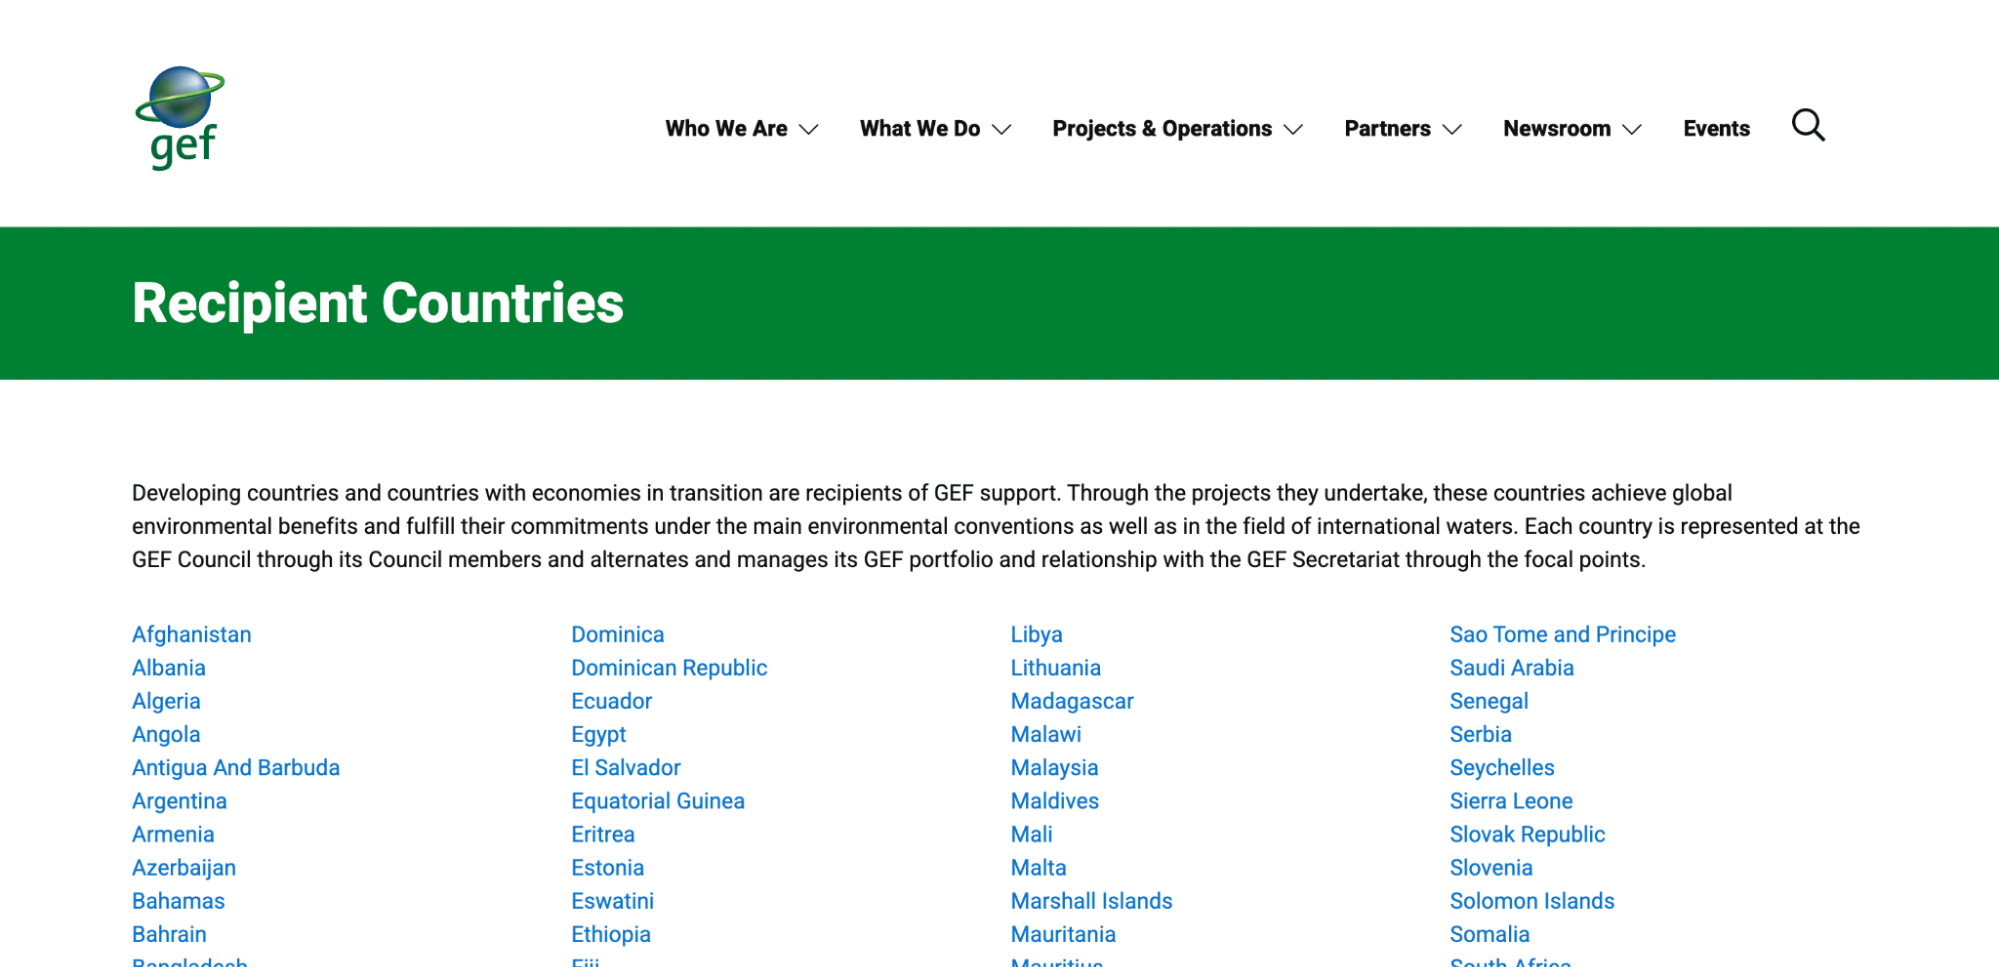 gef
Who We Are
What We Do
Projects & Operations
Partners
Newsroom
Events
Recipient Countries
Developing countries and countries with economies in transition are recipients of GEF support. Through the projects they undertake, these countries achieve global
environmental benefits and fulfill their commitments under the main environmental conventions as well as in the field of international waters. Each country is represented at the
GEF Council through its Council members and alternates and manages its GEF portfolio and relationship with the GEF Secretariat through the focal points.
Afghanistan
Albania
Algeria
Angola
Antigua And Barbuda
Argentina
Armenia
Azerbaijan
Bahamas
Bahrain
Bangladesh
Dominica
Dominican Republic
Ecuador
Egypt
El Salvador
Equatorial Guinea
Eritrea
Estonia
Eswatini
Ethiopia
Fiji
Libya
Lithuania
Madagascar
Malawi
Malaysia
Maldives
Mali
Malta
Marshall Islands
Mauritania
Mauritius
Sao Tome and Principe
Saudi Arabia
Senegal
Serbia
Seychelles
Sierra Leone
Slovak Republic
Slovenia
Solomon Islands
Somalia
South Africa